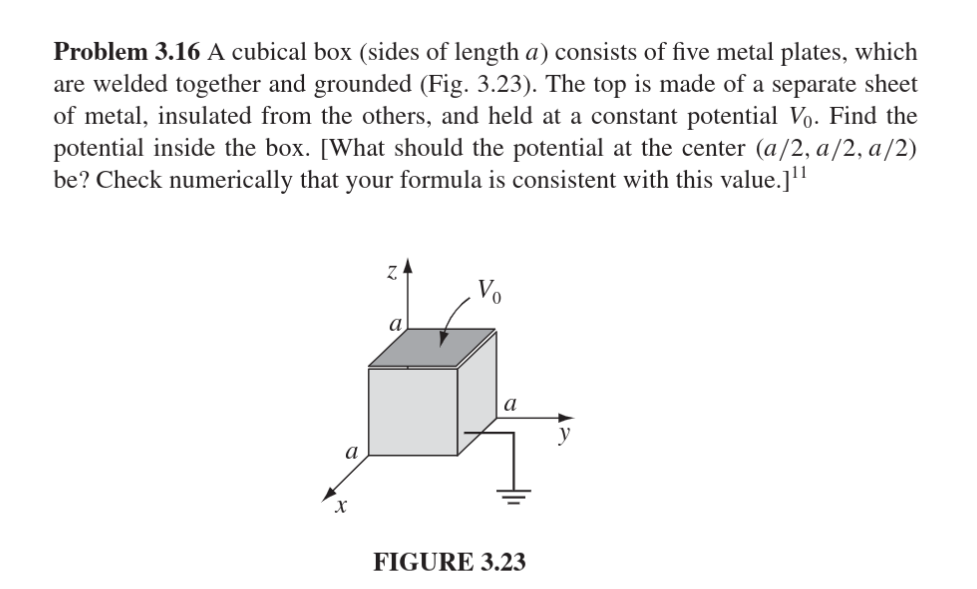 Problem 3.16 A cubical box (sides of length a) consists of five metal plates, which
are welded together and grounded (Fig. 3.23). The top is made of a separate sheet
of metal, insulated from the others, and held at a constant potential V₀. Find the
potential inside the box. [What should the potential at the center (a/2, a/2, a/2)
be? Check numerically that your formula is consistent with this value.]¹¹
z
V₀
a
a
y
a
x
FIGURE 3.23